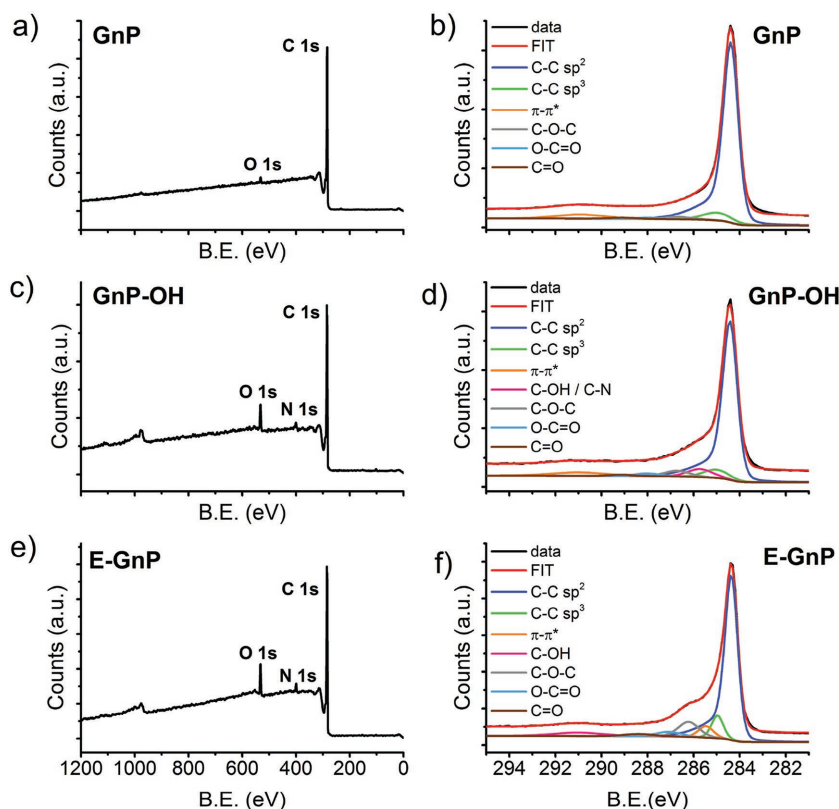 a)
GnP
C 1s
O 1s
Counts (a.u.)
B.E. (eV)
b)
GnP
data
FIT
C-C sp²
C-C sp³
π-π*
C-O-C
O-C=O
C=O
Counts (a.u.)
B.E. (eV)
c)
GnP-OH
C 1s
O 1s
N 1s
Counts (a.u.)
B.E. (eV)
d)
GnP-OH
data
FIT
C-C sp²
C-C sp³
π-π*
C-OH / C-N
C-O-C
O-C=O
C=O
Counts (a.u.)
B.E. (eV)
e)
E-GnP
C 1s
O 1s
N 1s
Counts (a.u.)
1200 1000 800 600 400 200 0
B.E. (eV)
f)
E-GnP
data
FIT
C-C sp²
C-C sp³
π-π*
C-OH
C-O-C
O-C=O
C=O
Counts (a.u.)
294 292 290 288 286 284 282
B.E.(eV)